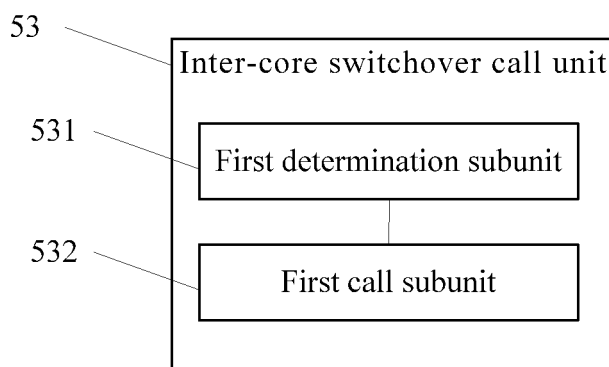 53
Inter-core switchover call unit
531
First determination subunit
532
First call subunit